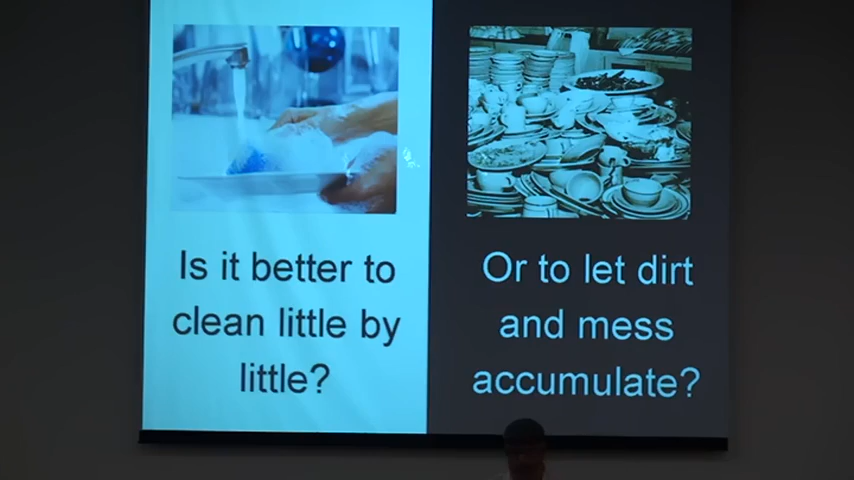 Is it better to
clean little by
little?
Or to let dirt
and mess
accumulate?